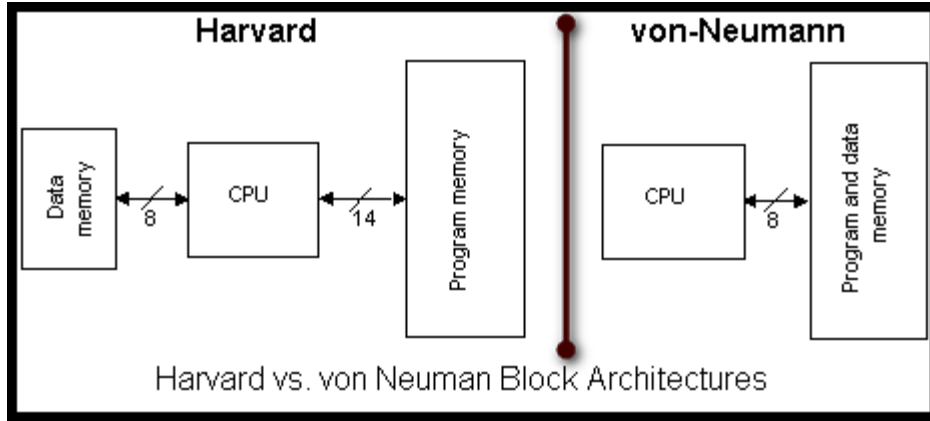 Harvard
von-Neumann
Data
memory
8
CPU
14
Program memory
CPU
8
Program and data
memory
Harvard vs. von Neuman Block Architectures